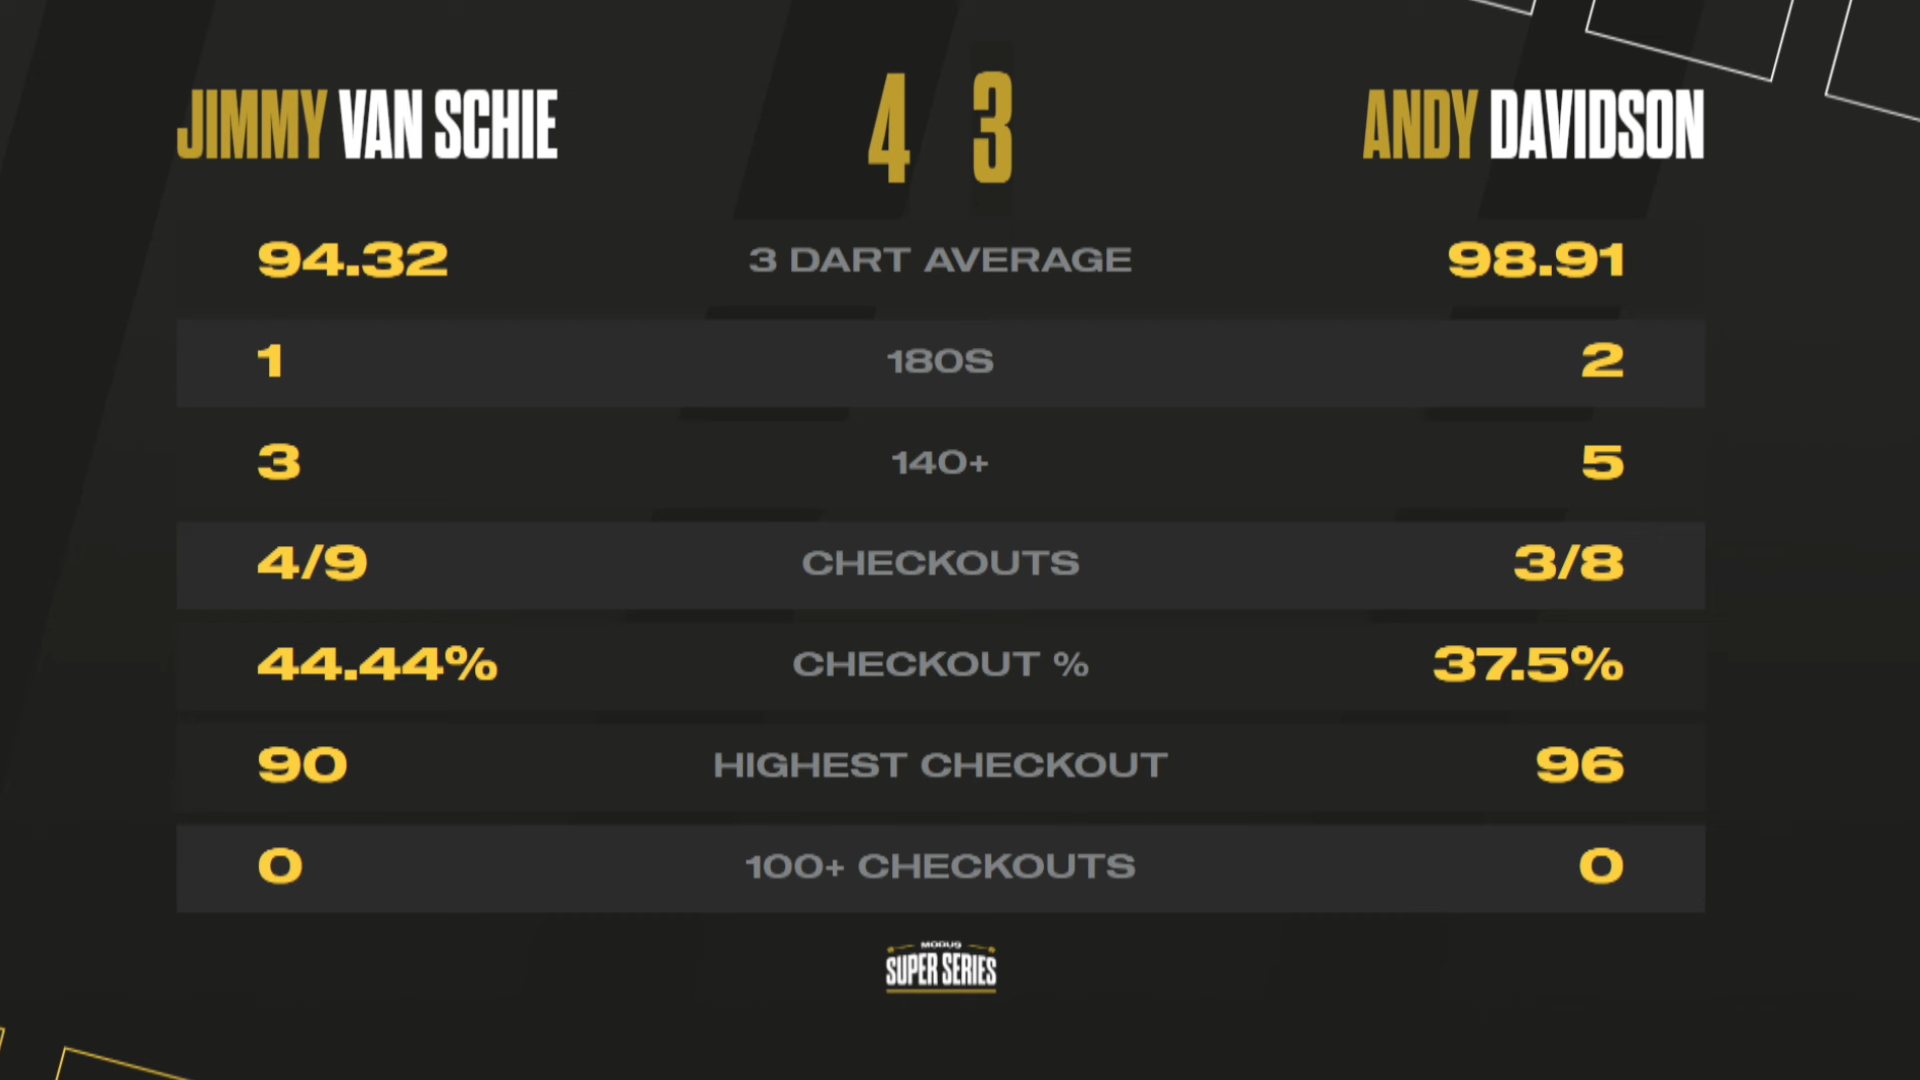 JIMMY VAN SCHIE 4 3 ANDY DAVIDSON
94.32 3 DART AVERAGE 98.91
1 180S 2
3 140+ 5
4/9 CHECKOUTS 3/8
44.44% CHECKOUT % 37.5%
90 HIGHEST CHECKOUT 96
0 100+ CHECKOUTS 0
MODUS
SUPER SERIES